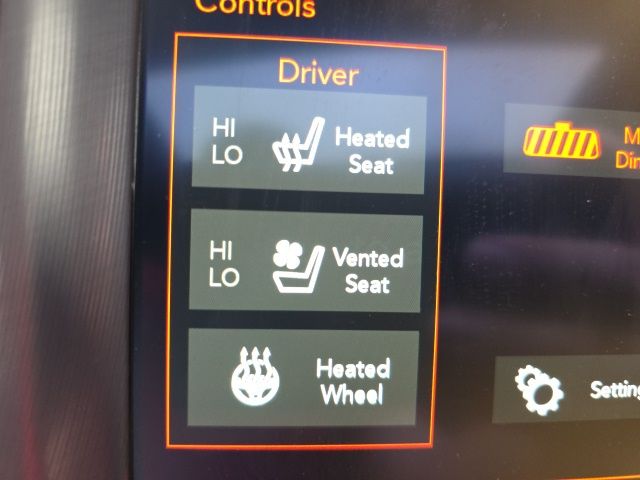 Controls
Driver
HI
LO
Heated
Seat
HI
LO
Vented
Seat
Heated
Wheel